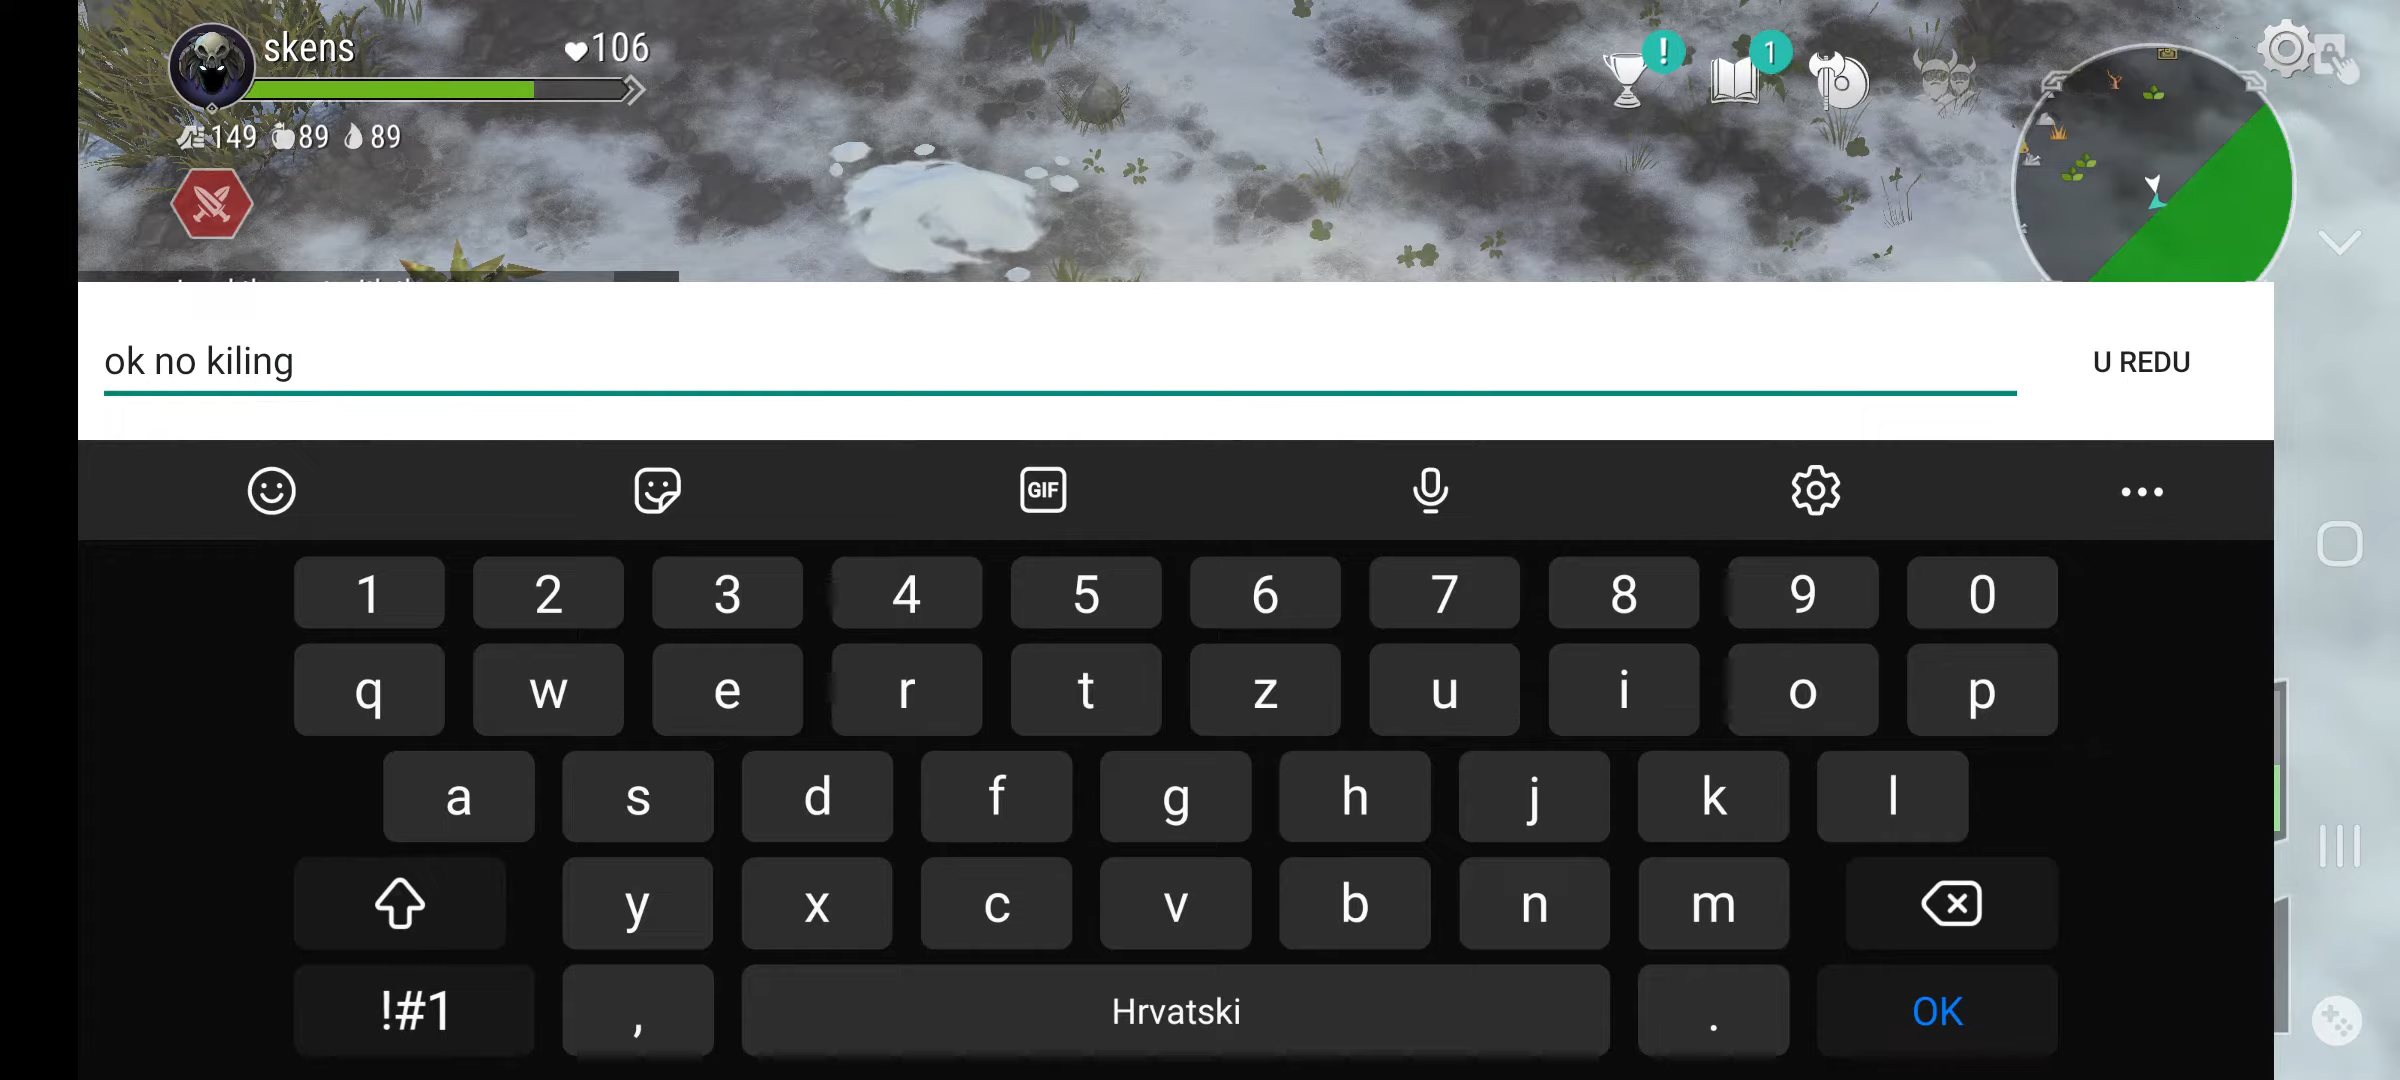 skens
106
149 89 89
!
1
ok no kiling
U REDU
GIF
1 2 3 4 5 6 7 8 9 0
q w e r t z u i o p
a s d f g h j k l
y x c v b n m
!#1 , Hrvatski . OK